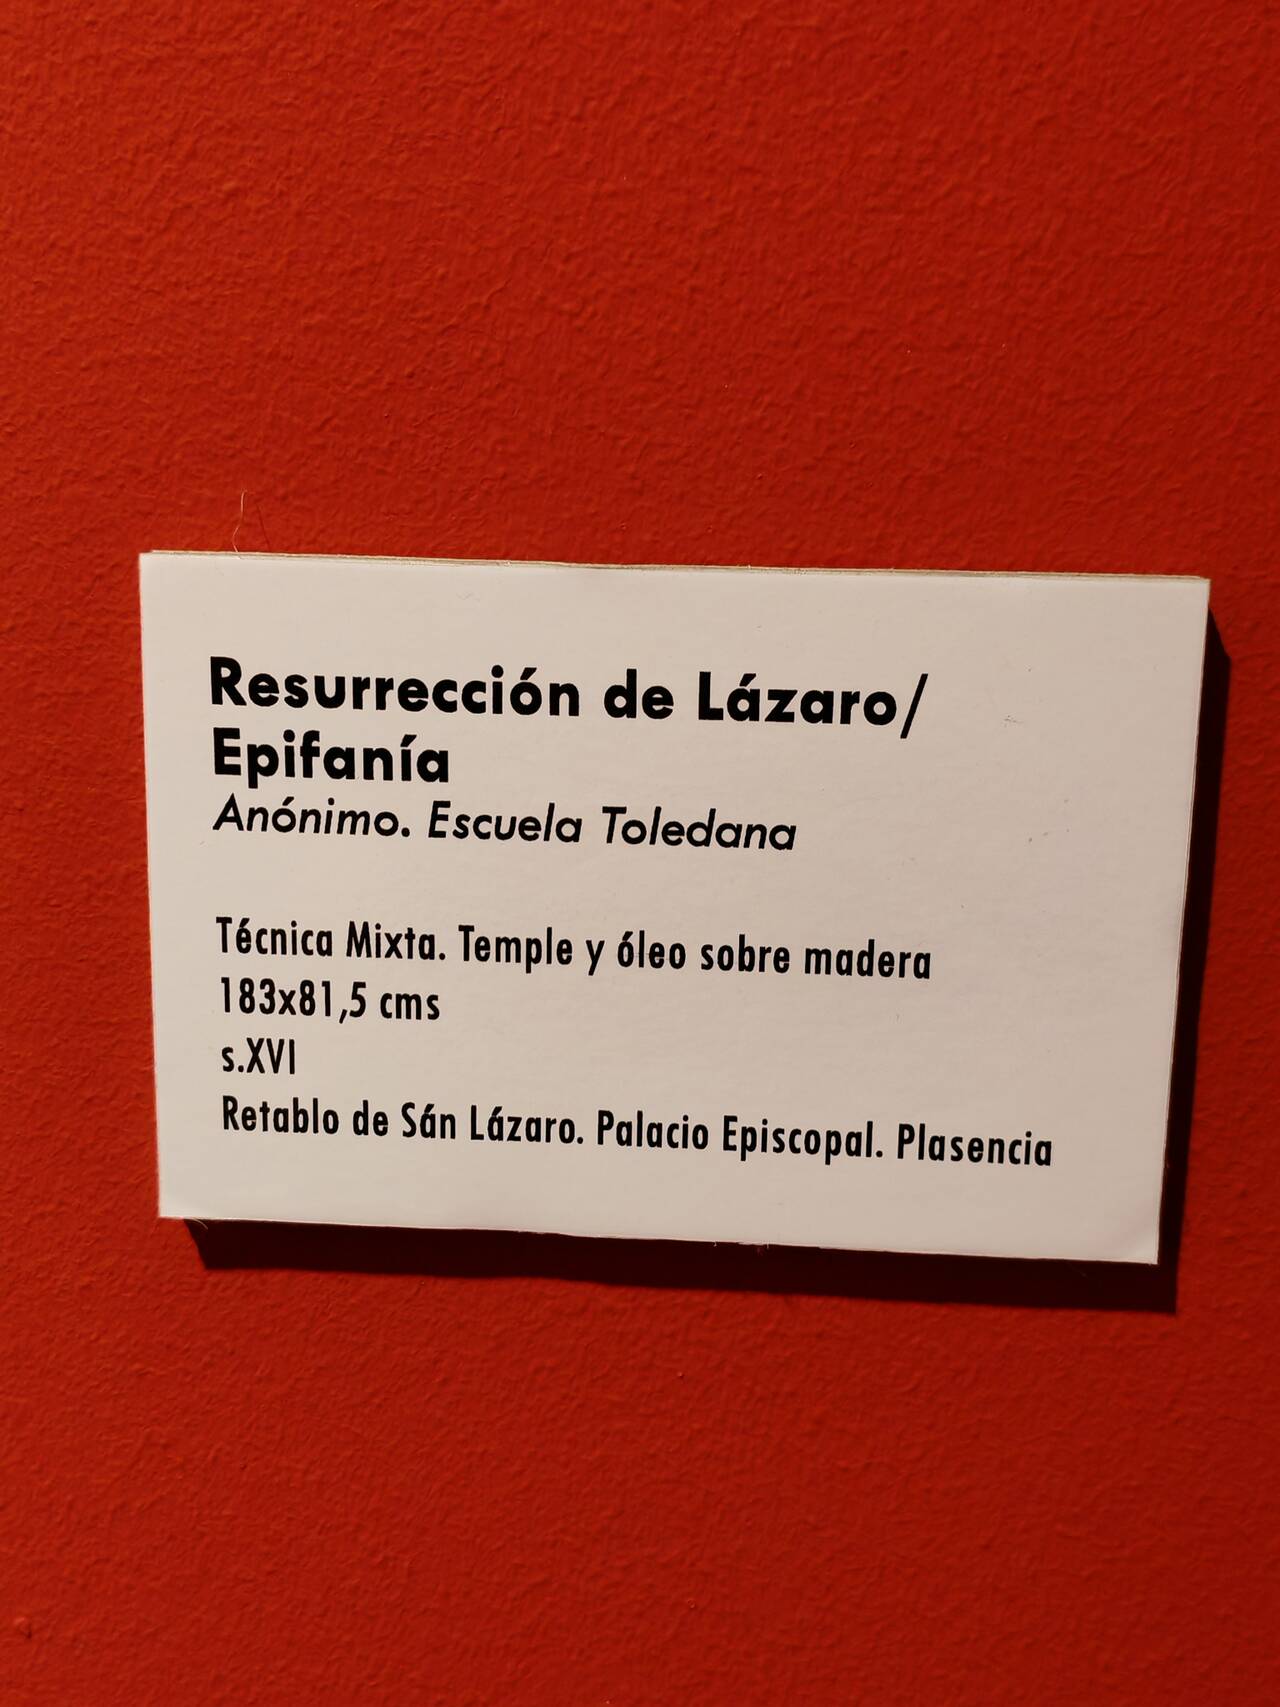 Resurrección de Lázaro/
Epifanía
Anónimo. Escuela Toledana
Técnica Mixta. Temple y óleo sobre madera
183x81,5 cms
s.XVI
Retablo de Sán Lázaro. Palacio Episcopal. Plasencia